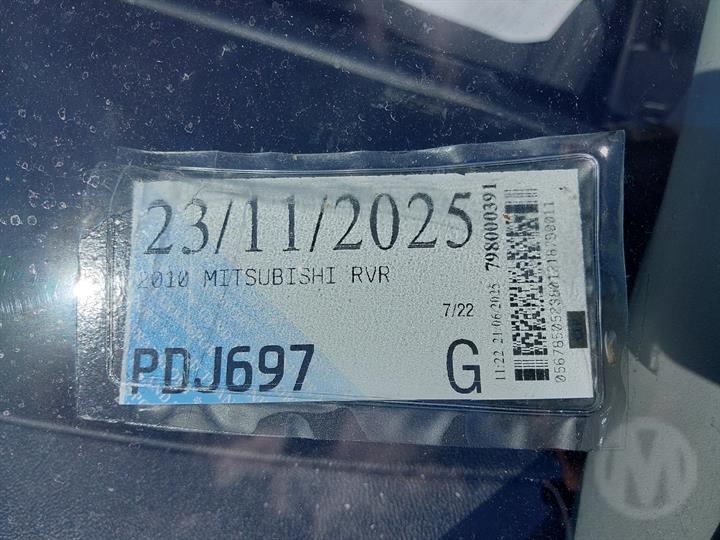 23/11/2025
2010 MITSUBISHI RVR
7/22
PDJ697
G
11:22 21/06/2025 798000391
M